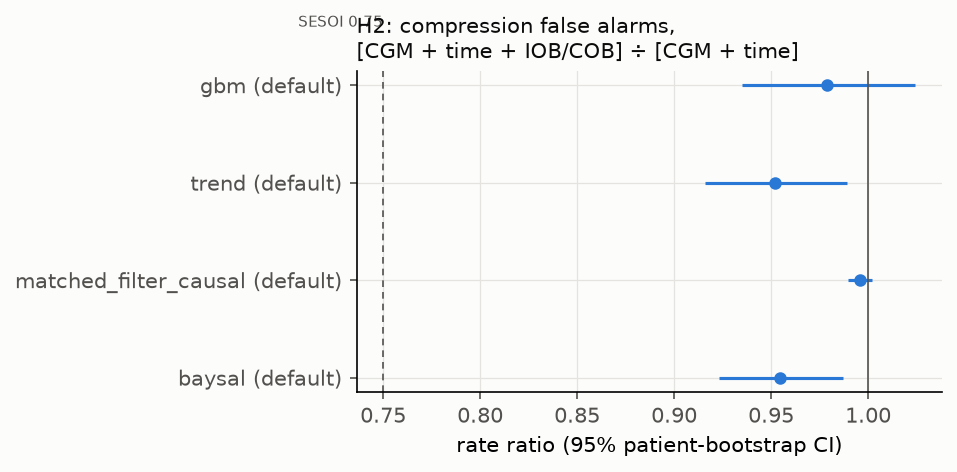 SESOI 0.75
H2: compression false alarms,
[CGM + time + IOB/COB] ÷ [CGM + time]
gbm (default)
trend (default)
matched_filter_causal (default)
baysal (default)
0.75 0.80 0.85 0.90 0.95 1.00
rate ratio (95% patient-bootstrap CI)